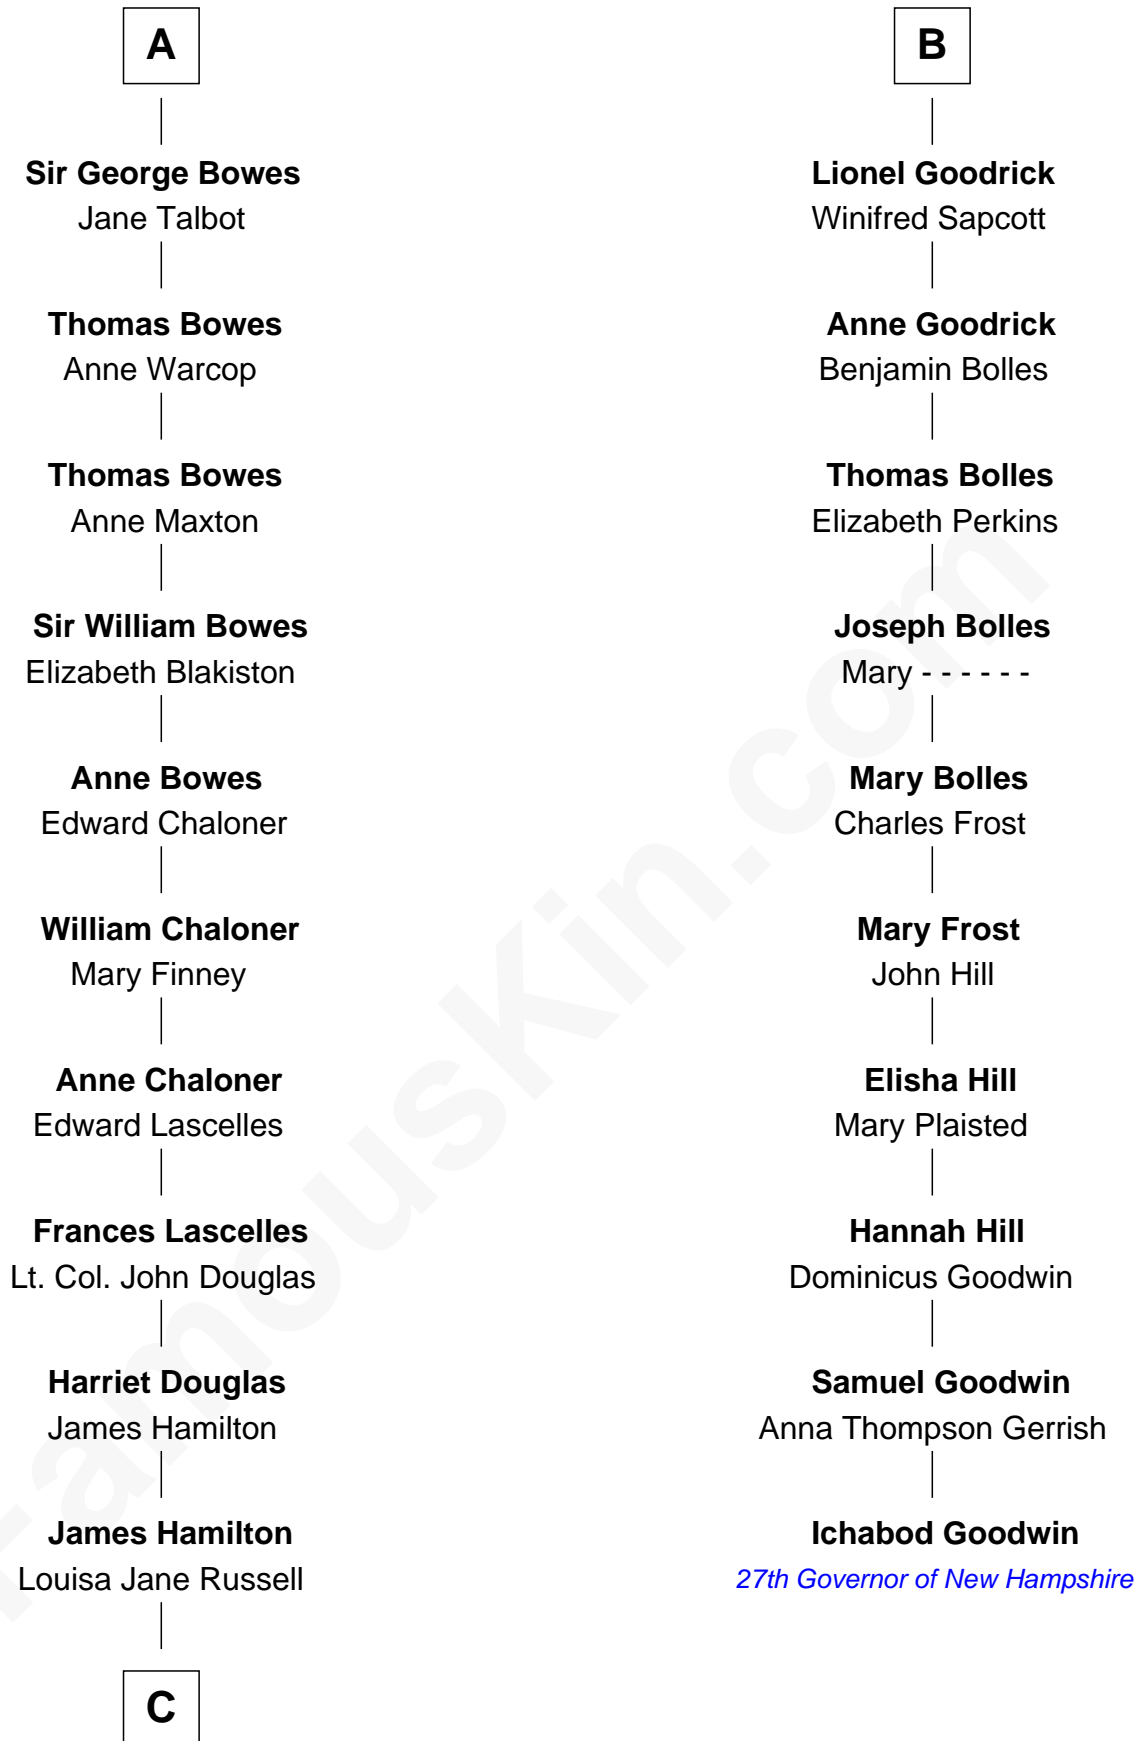 A
Sir George Bowes
Jane Talbot
Thomas Bowes
Anne Warcop
Thomas Bowes
Anne Maxton
Sir William Bowes
Elizabeth Blakiston
Anne Bowes
Edward Chaloner
William Chaloner
Mary Finney
Anne Chaloner
Edward Lascelles
Frances Lascelles
Lt. Col. John Douglas
Harriet Douglas
James Hamilton
James Hamilton
Louisa Jane Russell
C
B
Lionel Goodrick
Winifred Sapcott
Anne Goodrick
Benjamin Bolles
Thomas Bolles
Elizabeth Perkins
Joseph Bolles
Mary - - - - - -
Mary Bolles
Charles Frost
Mary Frost
John Hill
Elisha Hill
Mary Plaisted
Hannah Hill
Dominicus Goodwin
Samuel Goodwin
Anna Thompson Gerrish
Ichabod Goodwin
27th Governor of New Hampshire
FamousKin.com